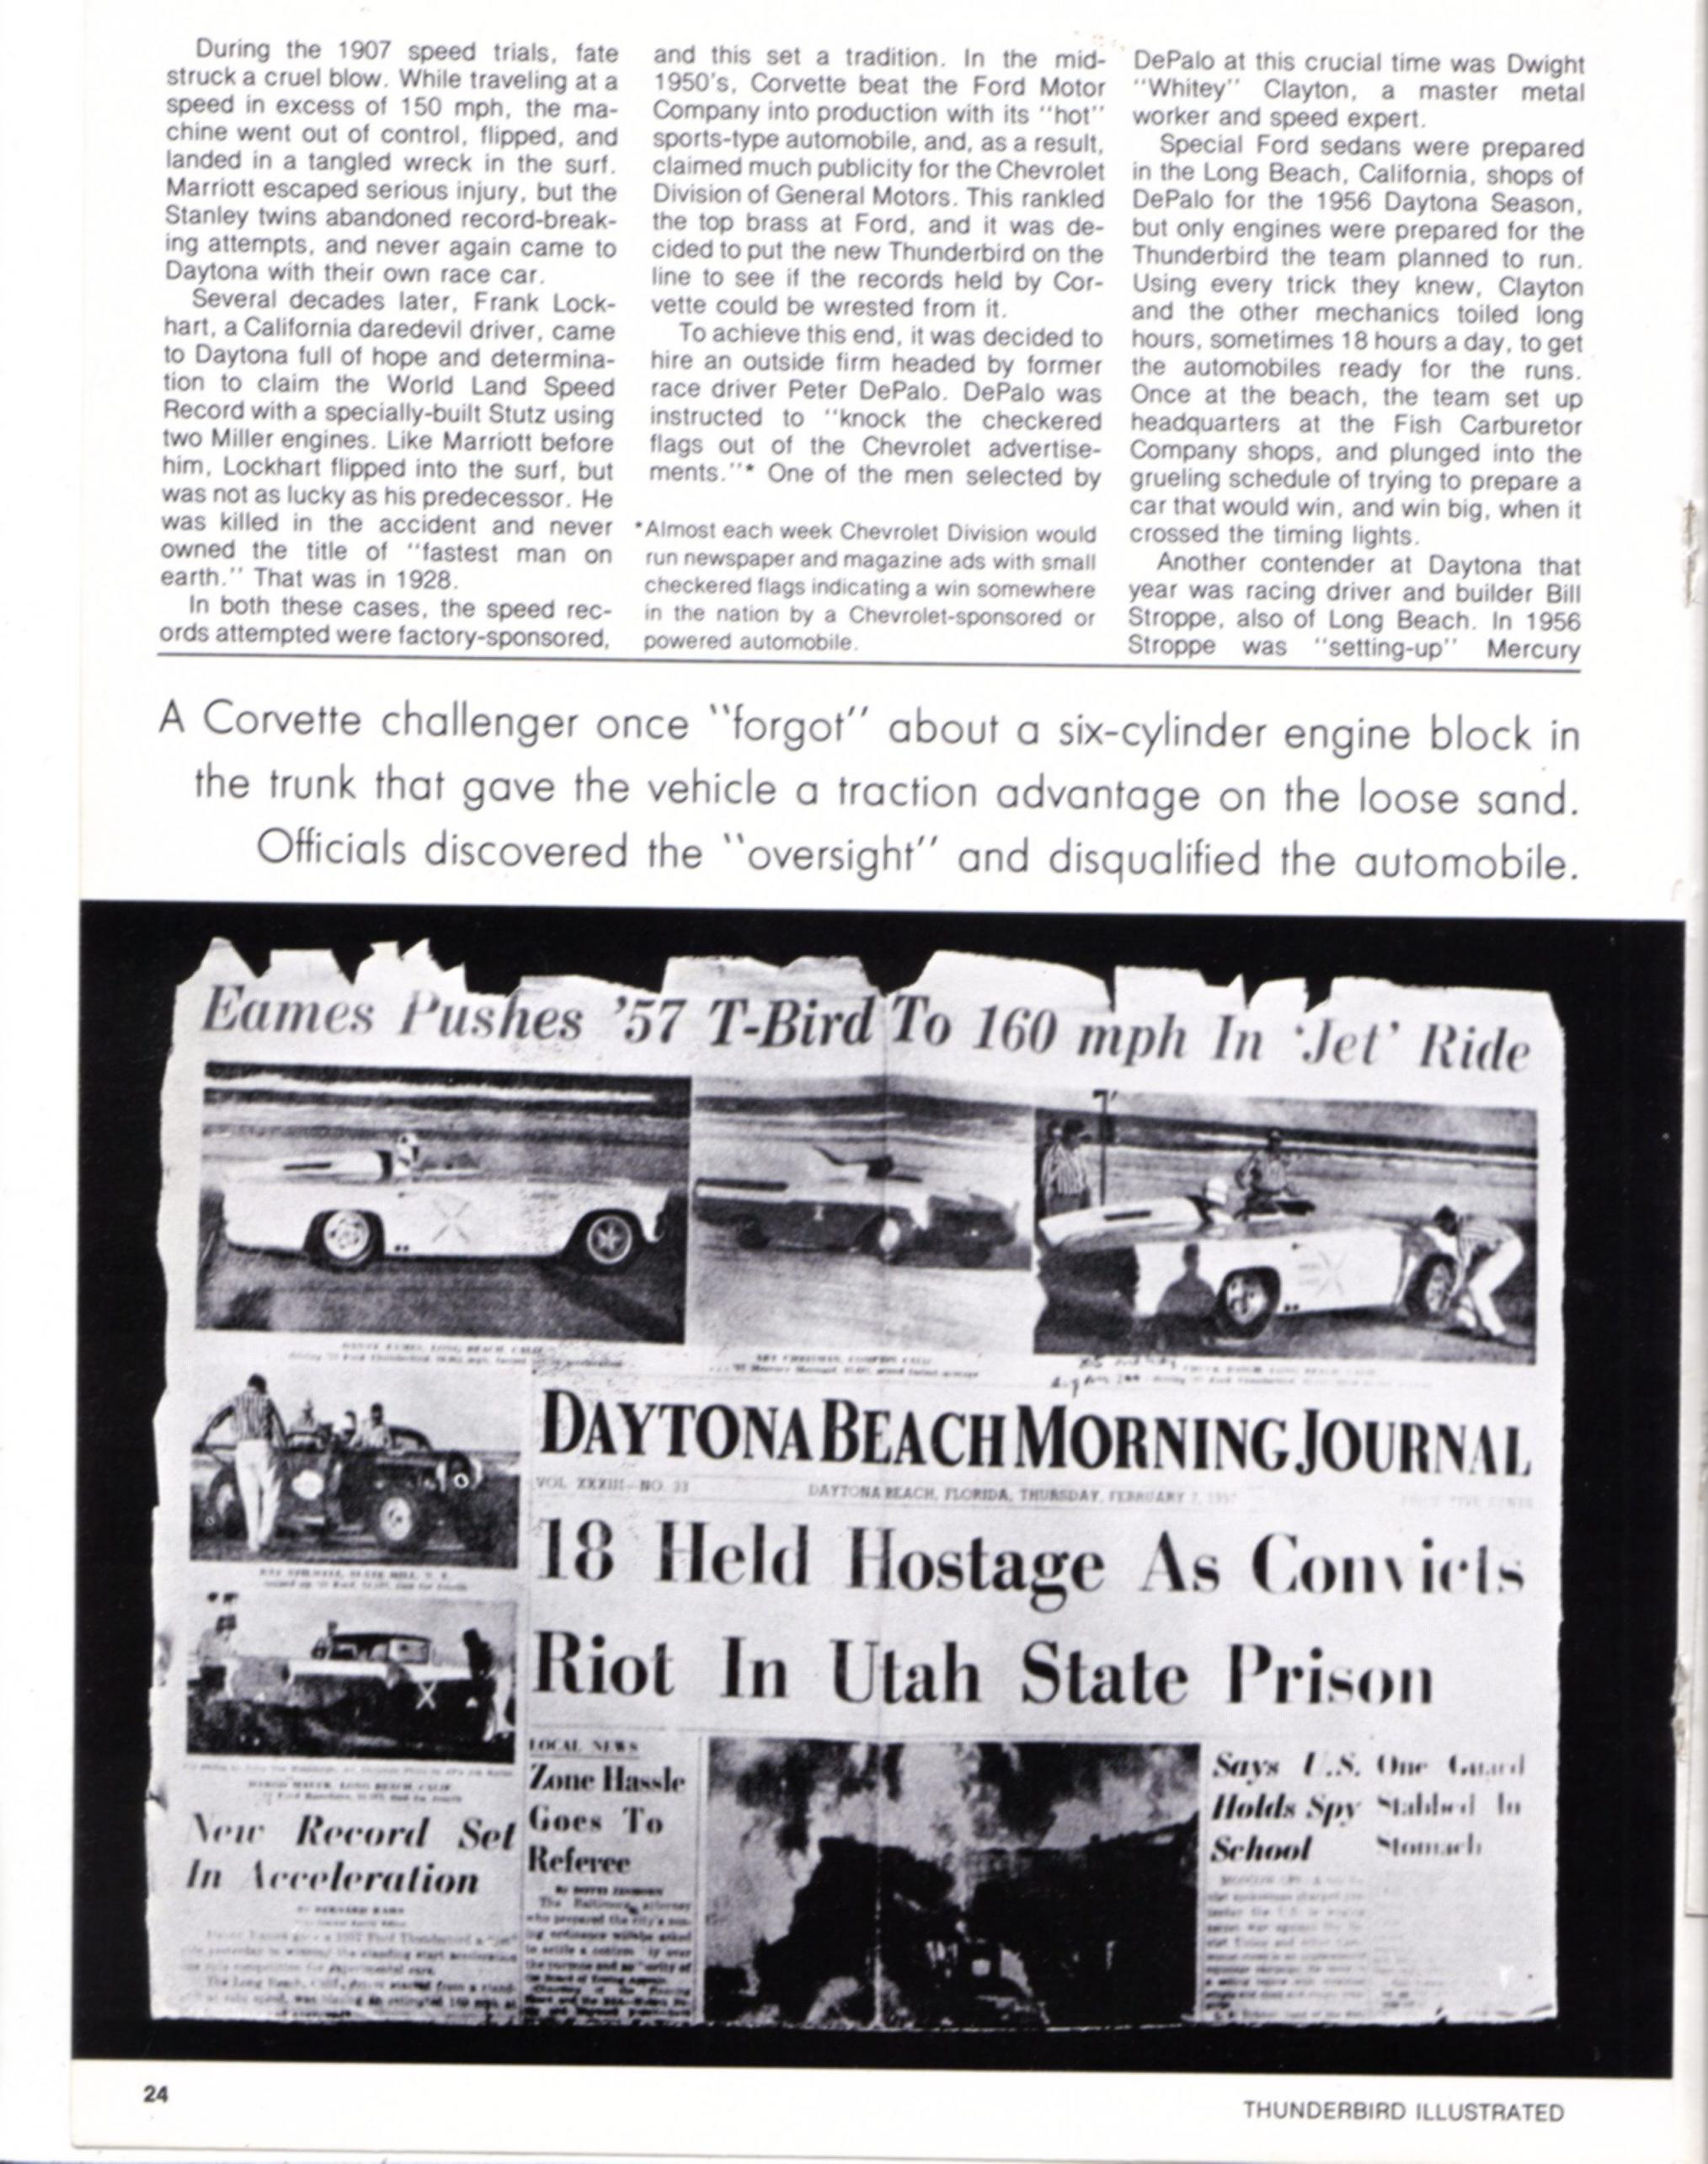 During the 1907 speed trials, fate
struck a cruel blow. While traveling at a
speed in excess of 150 mph, the ma-
chine went out of control, flipped, and
landed in a tangled wreck in the surf.
Marriott escaped serious injury, but the
Stanley twins abandoned record-break-
ing attempts, and never again came to
Daytona with their own race car.
Several decades later, Frank Lock-
hart, a California daredevil driver, came
to Daytona full of hope and determina-
tion to claim the World Land Speed
Record with a specially-built Stutz using
two Miller engines. Like Marriott before
him, Lockhart flipped into the surf, but
was not as lucky as his predecessor. He
was killed in the accident and never
owned the title of "fastest man on
earth." That was in 1928.
In both these cases, the speed rec-
ords attempted were factory-sponsored,
and this set a tradition. In the mid-
1950's, Corvette beat the Ford Motor
Company into production with its "hot"
sports-type automobile, and, as a result,
claimed much publicity for the Chevrolet
Division of General Motors. This rankled
the top brass at Ford, and it was de-
cided to put the new Thunderbird on the
line to see if the records held by Cor-
vette could be wrested from it.
To achieve this end, it was decided to
hire an outside firm headed by former
race driver Peter DePalo. DePalo was
instructed to "knock the checkered
flags out of the Chevrolet advertise-
ments."* One of the men selected by
*Almost each week Chevrolet Division would
run newspaper and magazine ads with small
checkered flags indicating a win somewhere
in the nation by a Chevrolet-sponsored or
powered automobile.
DePalo at this crucial time was Dwight
"Whitey" Clayton, a master metal
worker and speed expert.
Special Ford sedans were prepared
in the Long Beach, California, shops of
DePalo for the 1956 Daytona Season,
but only engines were prepared for the
Thunderbird the team planned to run.
Using every trick they knew, Clayton
and the other mechanics toiled long
hours, sometimes 18 hours a day, to get
the automobiles ready for the runs.
Once at the beach, the team set up
headquarters at the Fish Carburetor
Company shops, and plunged into the
grueling schedule of trying to prepare a
car that would win, and win big, when it
crossed the timing lights.
Another contender at Daytona that
year was racing driver and builder Bill
Stroppe, also of Long Beach. In 1956
Stroppe was "setting-up" Mercury
A Corvette challenger once "forgot" about a six-cylinder engine block in
the trunk that gave the vehicle a traction advantage on the loose sand.
Officials discovered the "oversight" and disqualified the automobile.
Eames Pushes '57 T-Bird To 160 mph In 'Jet' Ride
DAYTONA BEACH MORNING JOURNAL
VOL. XXXIII—NO. 33
DAYTONA BEACH, FLORIDA, THURSDAY, FEBRUARY 7, 1957
18 Held Hostage As Convicts
Riot In Utah State Prison
New Record Set
In Acceleration
LOCAL NEWS
Zone Hassle
Goes To
Referee
The Baltimore attorney
who prepared the city's zon-
ing ordinance
Says U.S.
Holds Spy
School
One Guard
Stabbed In
Stomach
24
THUNDERBIRD ILLUSTRATED